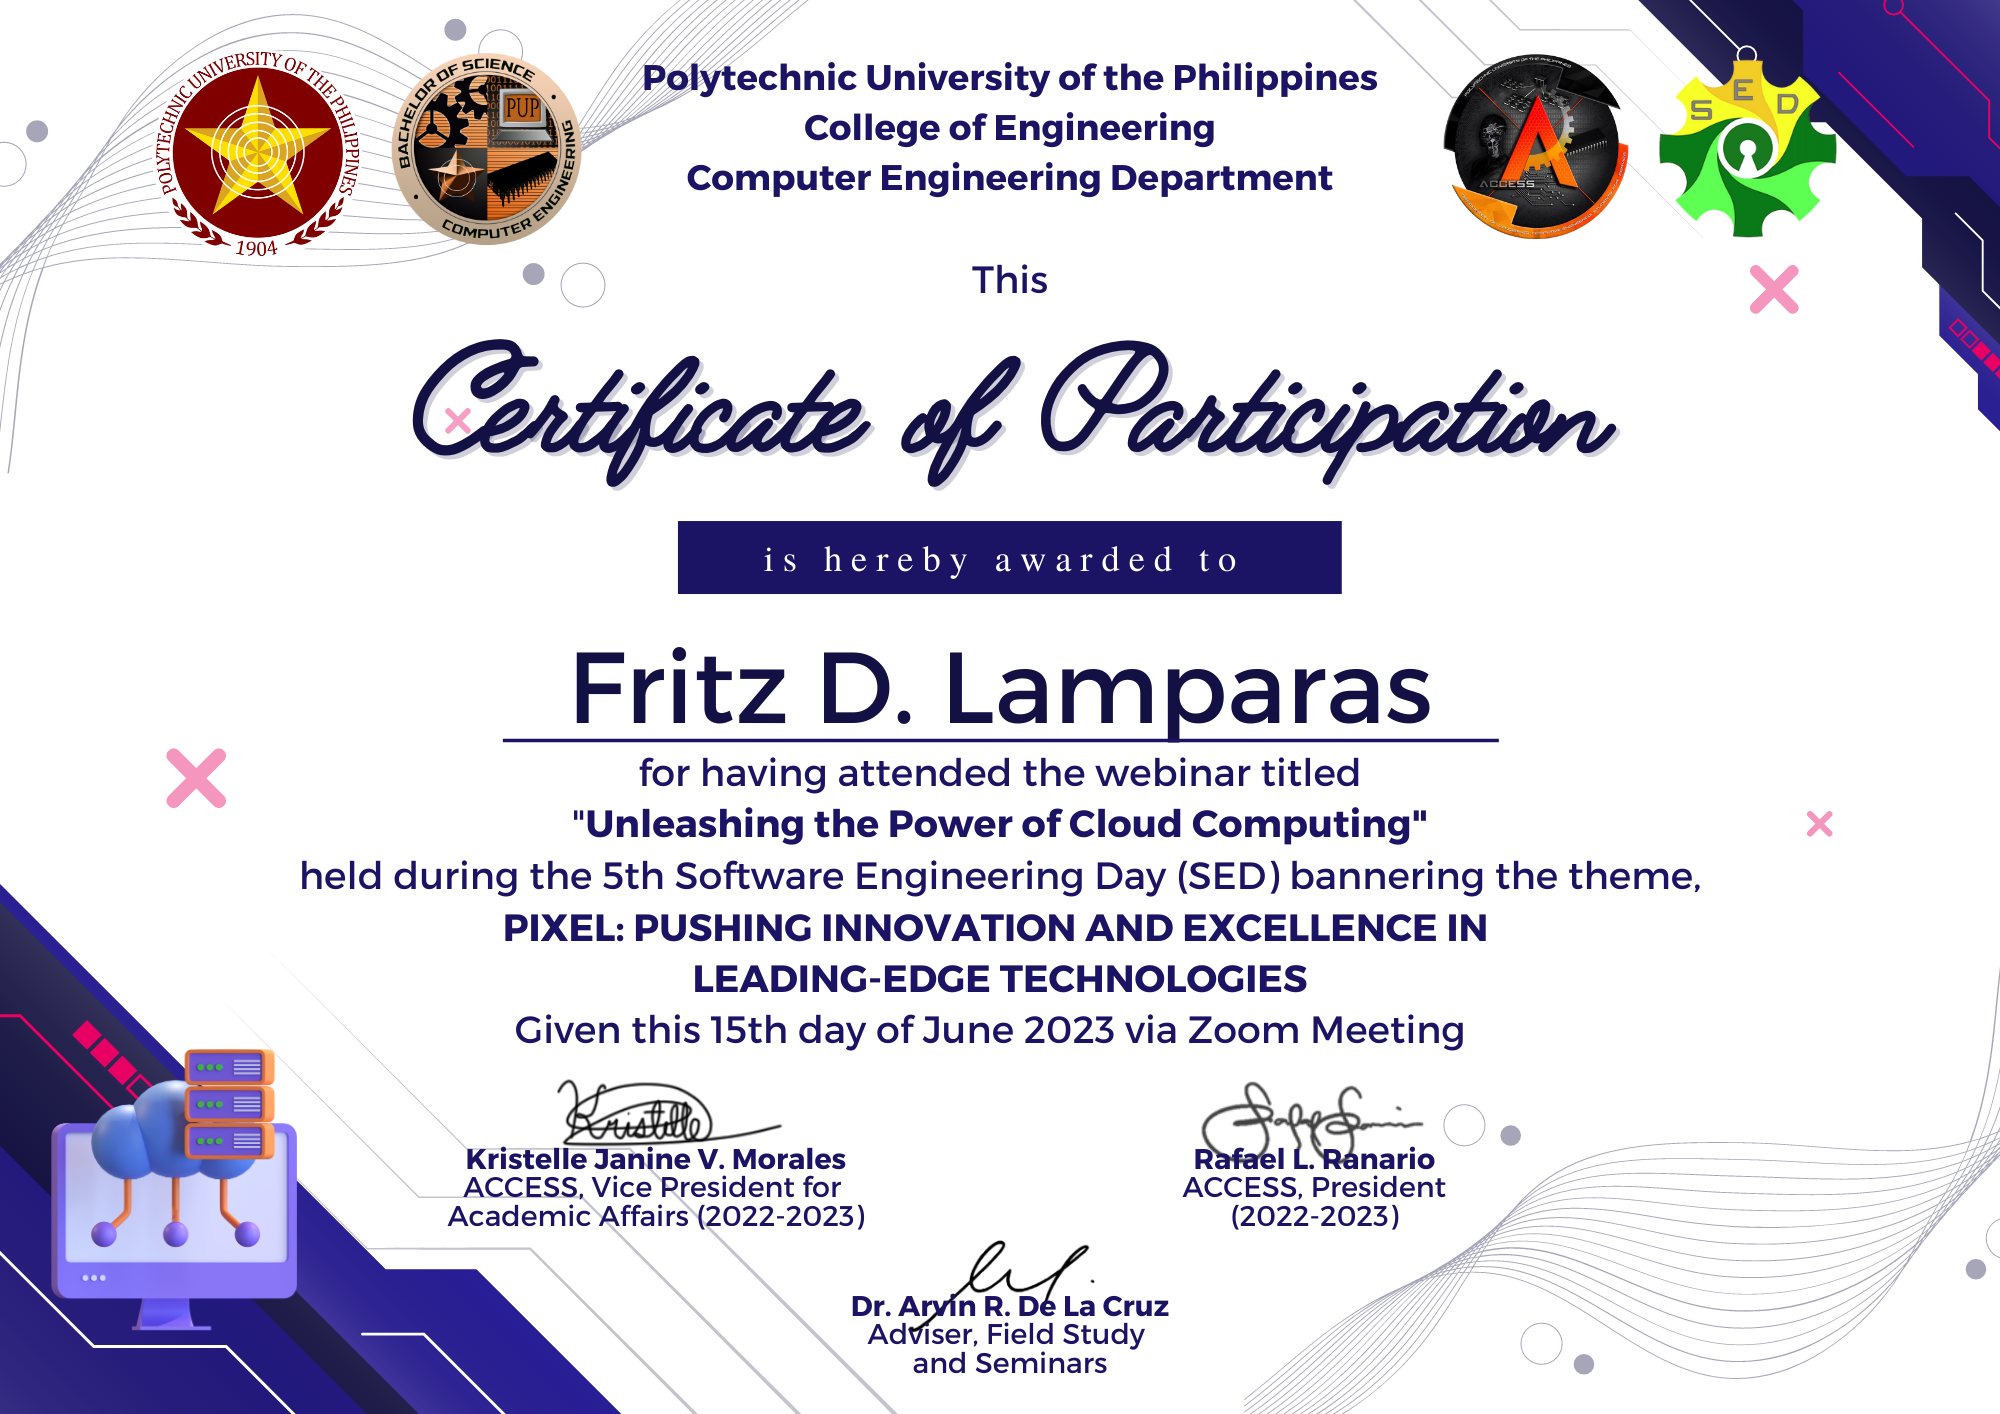 POLYTECHNIC UNIVERSITY OF THE PHILIPPINES
1904
BACHELOR OF SCIENCE
PUP
COMPUTER ENGINEERING
Polytechnic University of the Philippines
College of Engineering
Computer Engineering Department
ACCESS
SED
This
Certificate of Participation
is hereby awarded to
Fritz D. Lamparas
for having attended the webinar titled
"Unleashing the Power of Cloud Computing"
held during the 5th Software Engineering Day (SED) bannering the theme,
PIXEL: PUSHING INNOVATION AND EXCELLENCE IN
LEADING-EDGE TECHNOLOGIES
Given this 15th day of June 2023 via Zoom Meeting
Kristelle
Kristelle Janine V. Morales
ACCESS, Vice President for
Academic Affairs (2022-2023)
Rafael L. Ranario
ACCESS, President
(2022-2023)
Dr. Arvin R. De La Cruz
Adviser, Field Study
and Seminars